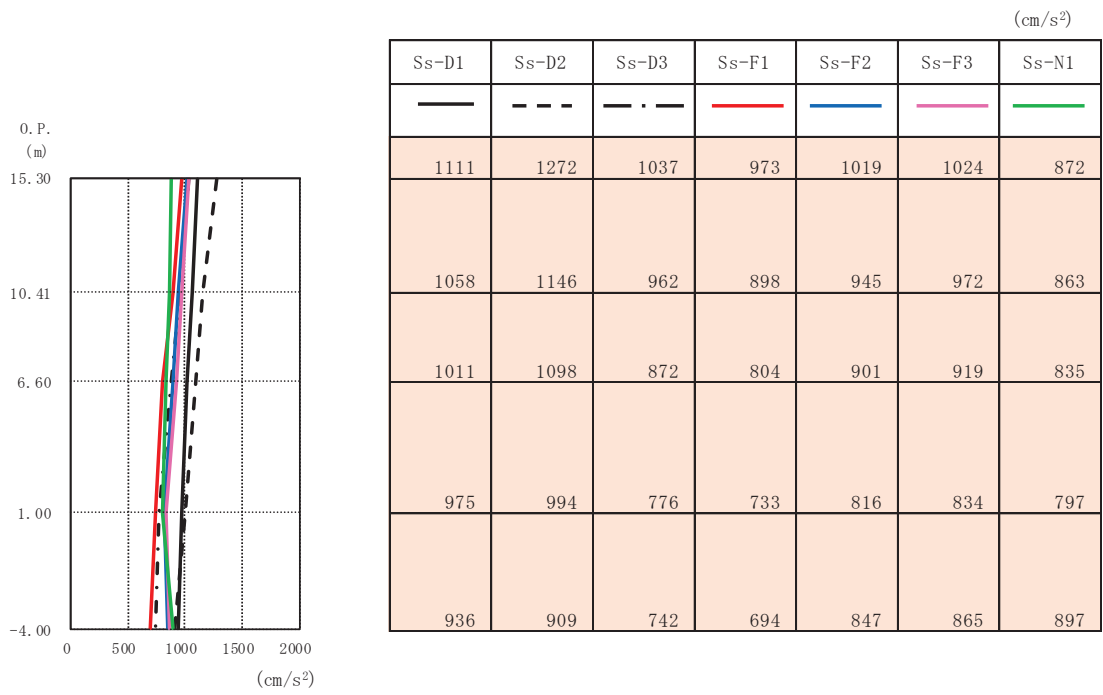 (cm/s²)
Ss-D1 Ss-D2 Ss-D3 Ss-F1 Ss-F2 Ss-F3 Ss-N1
O.P.
(m)
15.30
1111 1272 1037 973 1019 1024 872
10.41
1058 1146 962 898 945 972 863
6.60
1011 1098 872 804 901 919 835
1.00
975 994 776 733 816 834 797
-4.00
936 909 742 694 847 865 897
0 500 1000 1500 2000
(cm/s²)